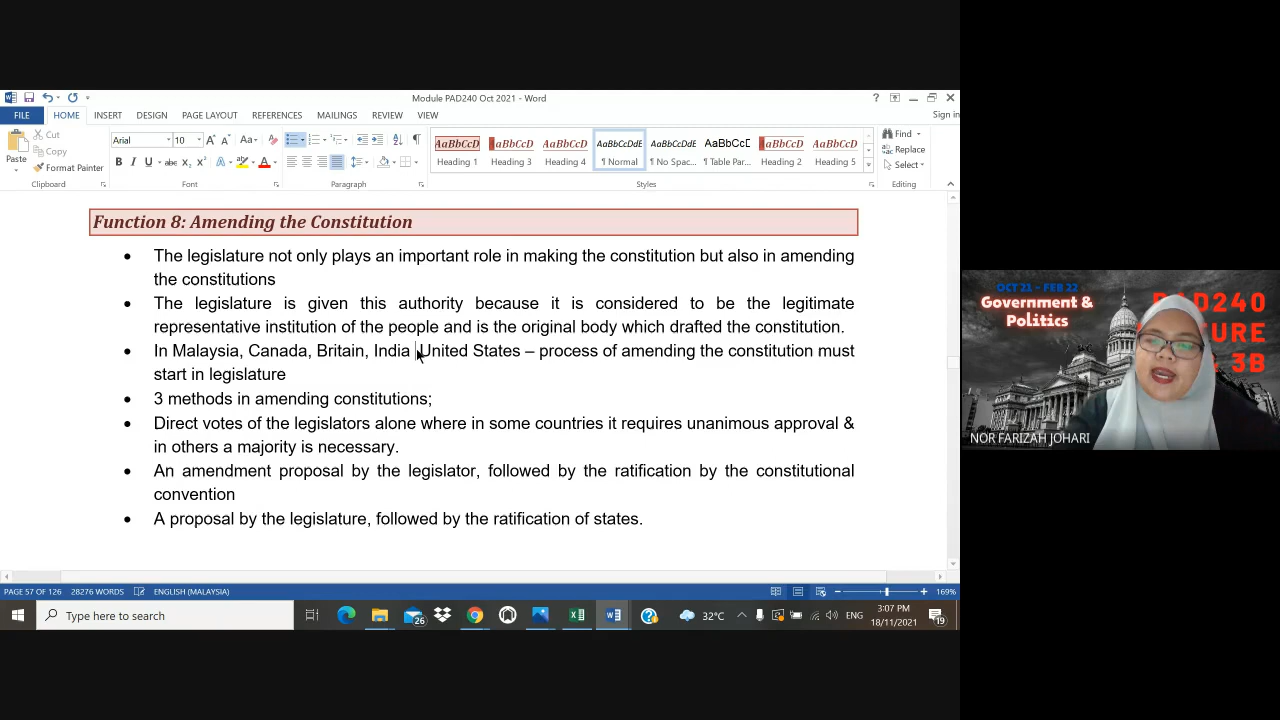 Module PAD240 Oct 2021 - Word
Sign in
FILE HOME INSERT DESIGN PAGE LAYOUT REFERENCES MAILINGS REVIEW VIEW
Paste
Cut
Copy
Format Painter
Clipboard
Arial 10
Font
Paragraph
AaBbCcD AaBbCcD AaBbCcD AaBbCcDdE AaBbCcDdE AaBbCcD AaBbCcD
Heading 1 Heading 3 Heading 4 ¶ Normal ¶ No Spac... ¶ Table Par... Heading 2 Heading 5
Styles
Find
Replace
Select
Editing
Function 8: Amending the Constitution
• The legislature not only plays an important role in making the constitution but also in amending
the constitutions
• The legislature is given this authority because it is considered to be the legitimate
representative institution of the people and is the original body which drafted the constitution.
• In Malaysia, Canada, Britain, India United States – process of amending the constitution must
start in legislature
• 3 methods in amending constitutions;
• Direct votes of the legislators alone where in some countries it requires unanimous approval &
in others a majority is necessary.
• An amendment proposal by the legislator, followed by the ratification by the constitutional
convention
• A proposal by the legislature, followed by the ratification of states.
PAGE 57 OF 126 28276 WORDS ENGLISH (MALAYSIA) 169%
Type here to search
26
32°C
ENG
3:07 PM
18/11/2021
19
OCT 21 - FEB 22
Government &
Politics
PAD240
TURE
3B
NOR FARIZAH JOHARI